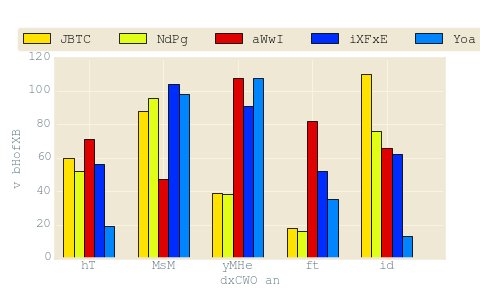 JBTC NdPg aWwI iXFxE Yoa
120
100
80
60
40
20
0
v bHofXB
hT MsM yMHe ft id
dxCWO an